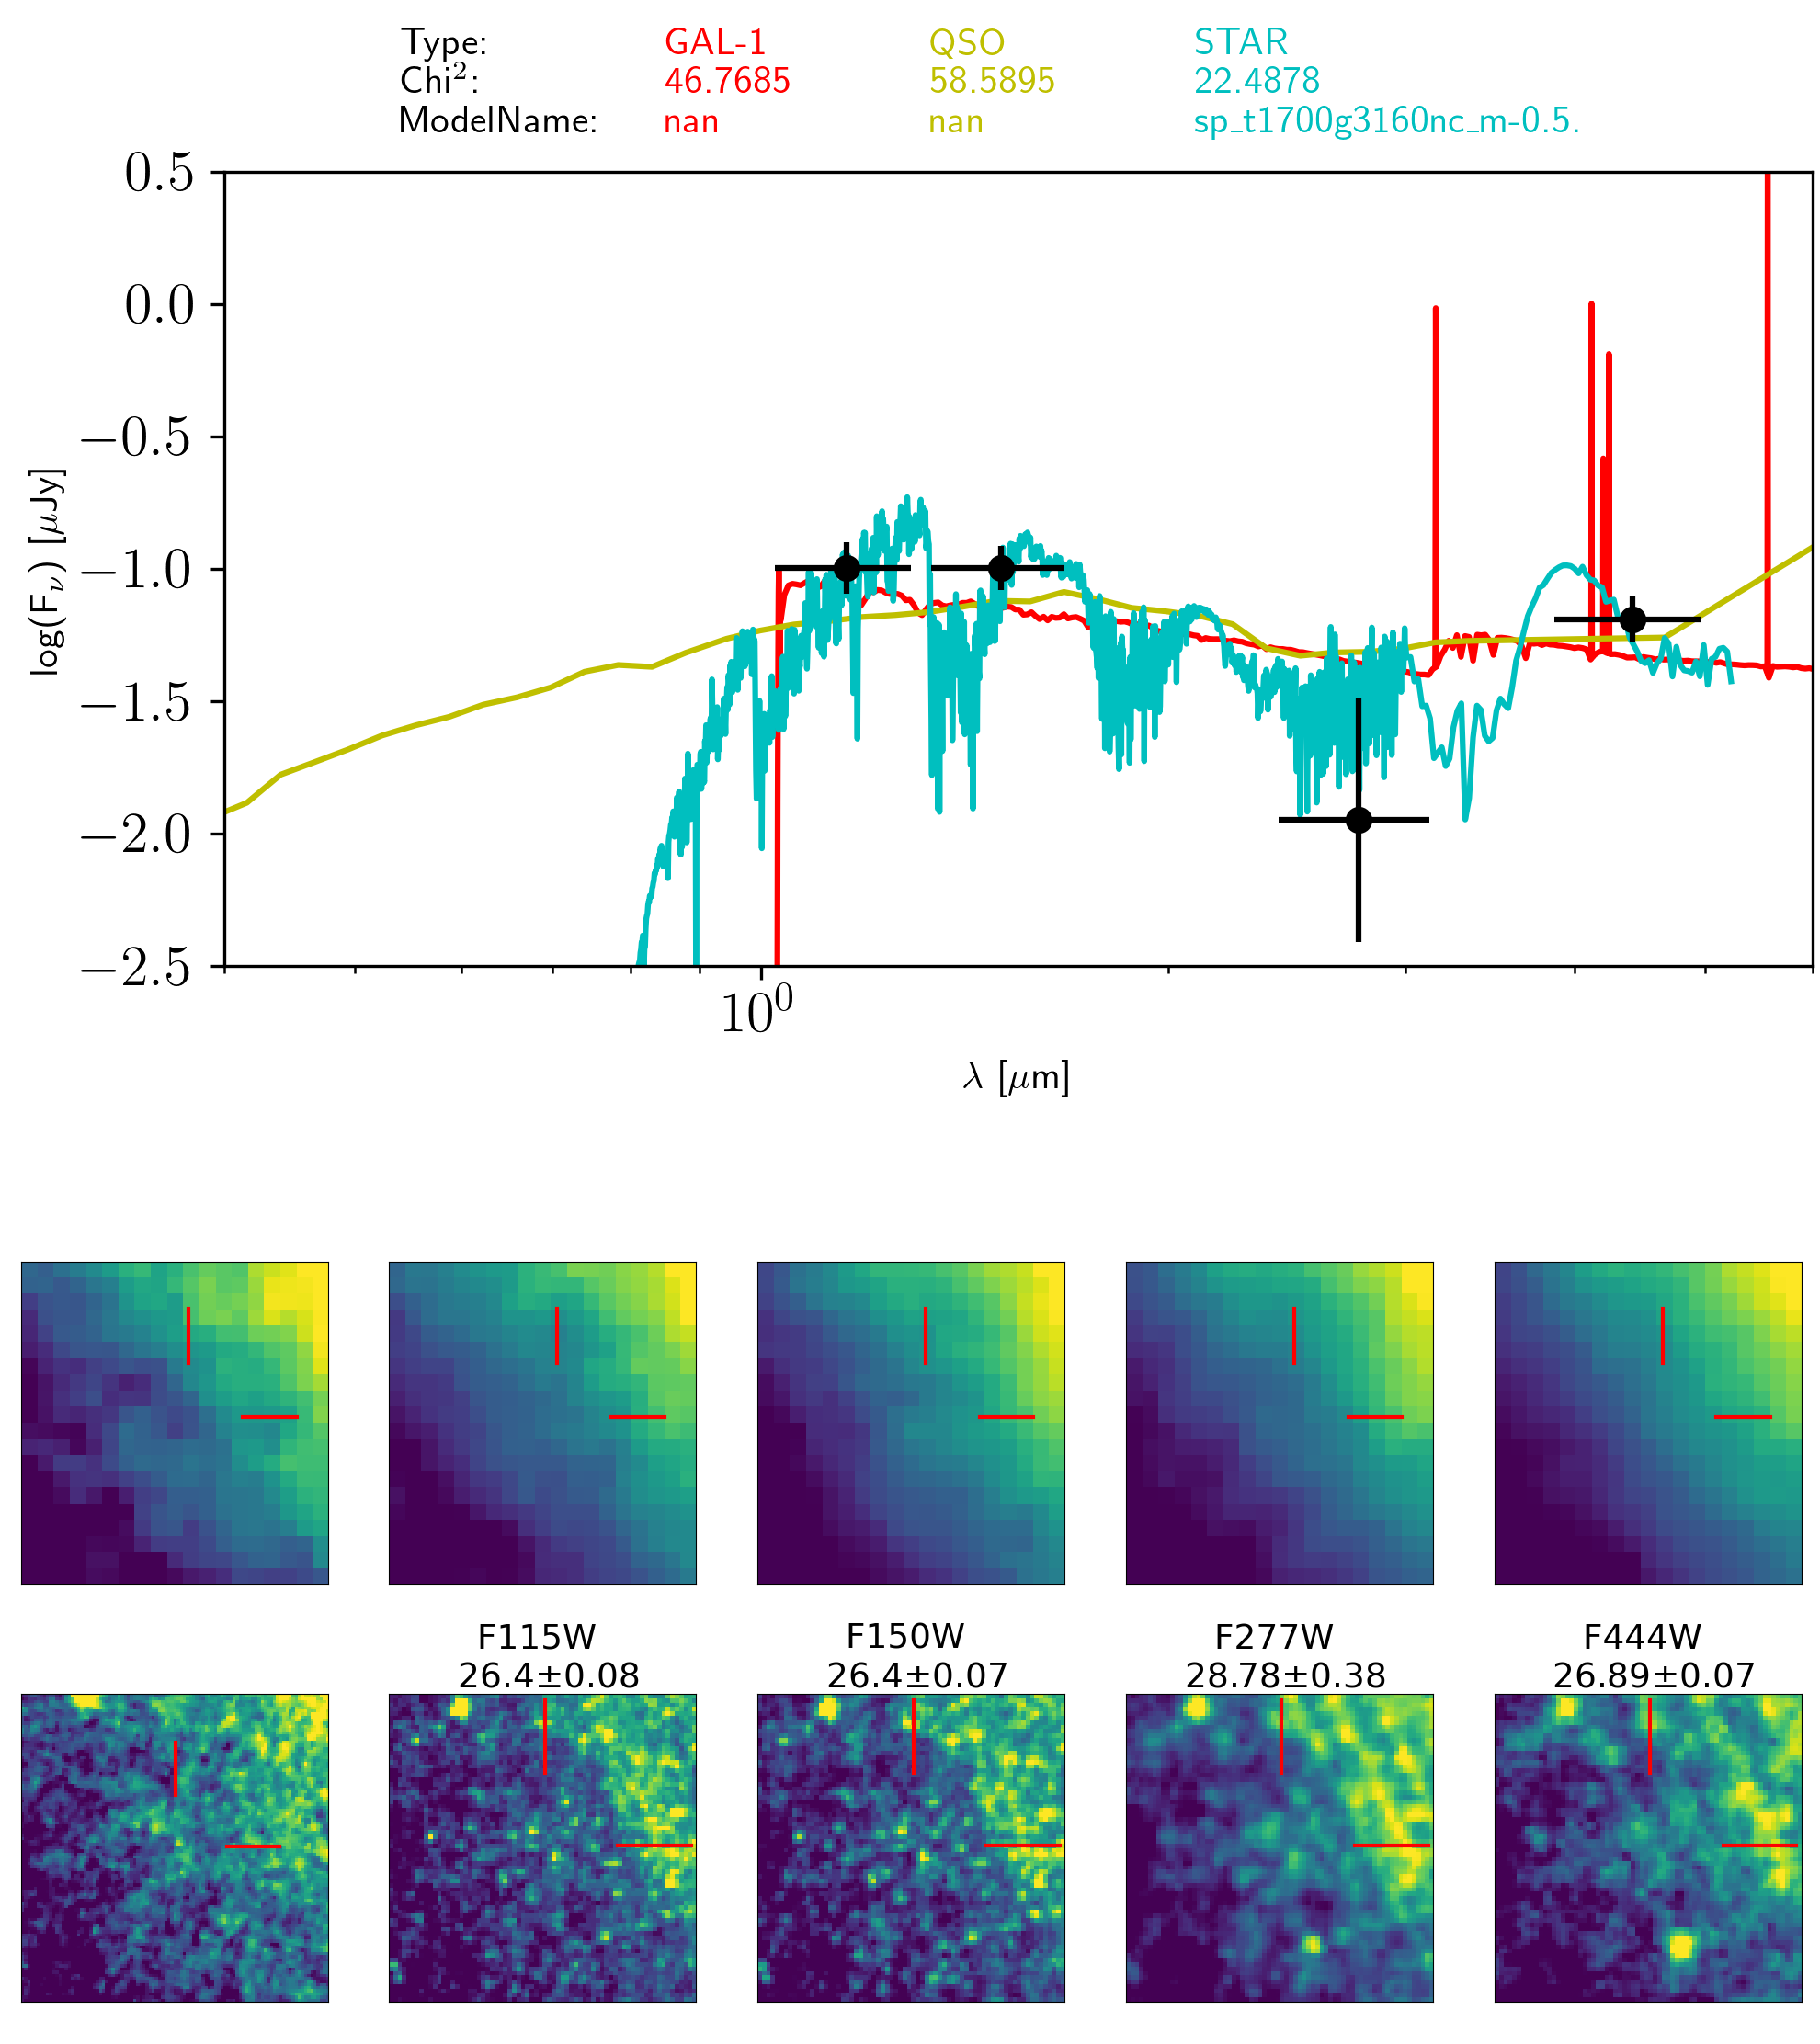 Type: GAL-1 QSO STAR
Chi²: 46.7685 58.5895 22.4878
ModelName: nan nan sp_t1700g3160nc_m-0.5.
0.5
0.0
−0.5
−1.0
−1.5
−2.0
−2.5
log(Fν) [μJy]
10⁰
λ [μm]
F115W F150W F277W F444W
26.4±0.08 26.4±0.07 28.78±0.38 26.89±0.07